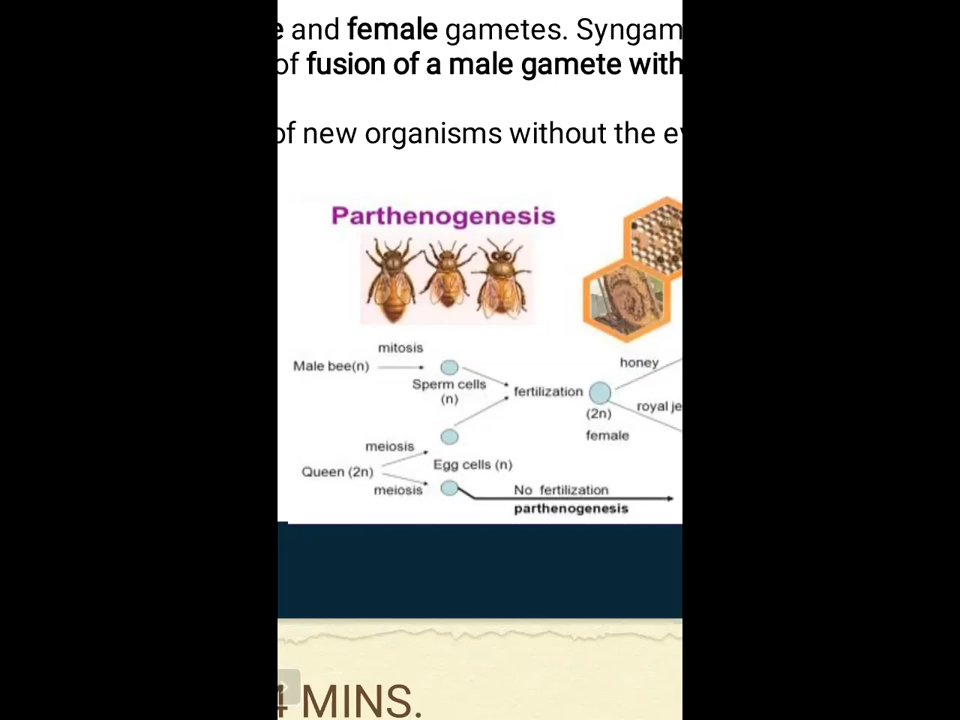 and female gametes. Syngam
of fusion of a male gamete with
of new organisms without the
Parthenogenesis
mitosis
Male bee(n)
Sperm cells
(n)
fertilization
honey
(2n)
royal je
female
meiosis
Egg cells (n)
Queen (2n)
meiosis
No fertilization
parthenogenesis
MINS.